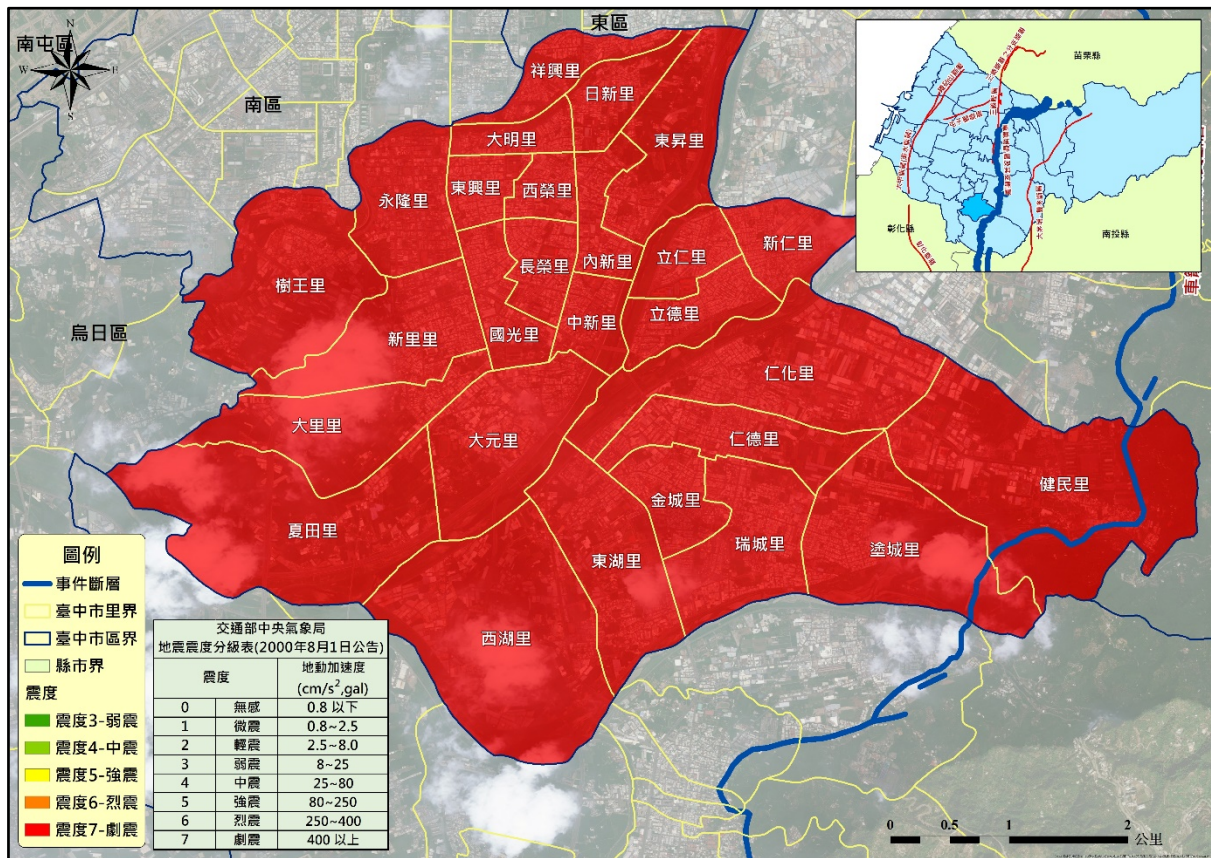 東區
南屯區
N
W
E
S
南區
烏日區
祥興里
日新里
大明里
東昇里
東興里
西榮里
永隆里
新仁里
內新里
立仁里
長榮里
樹王里
立德里
中新里
國光里
新里里
仁化里
大里里
大元里
仁德里
健民里
金城里
夏田里
瑞城里
塗城里
東湖里
西湖里
苗栗縣
彰化縣
南投縣
圖例
事件斷層
臺中市里界
臺中市區界
縣市界
震度
震度3-弱震
震度4-中震
震度5-強震
震度6-烈震
震度7-劇震
交通部中央氣象局
地震震度分級表(2000年8月1日公告)
震度 地動加速度
(cm/s²,gal)
0 無感 0.8 以下
1 微震 0.8~2.5
2 輕震 2.5~8.0
3 弱震 8~25
4 中震 25~80
5 強震 80~250
6 烈震 250~400
7 劇震 400 以上
0 0.5 1 2
公里